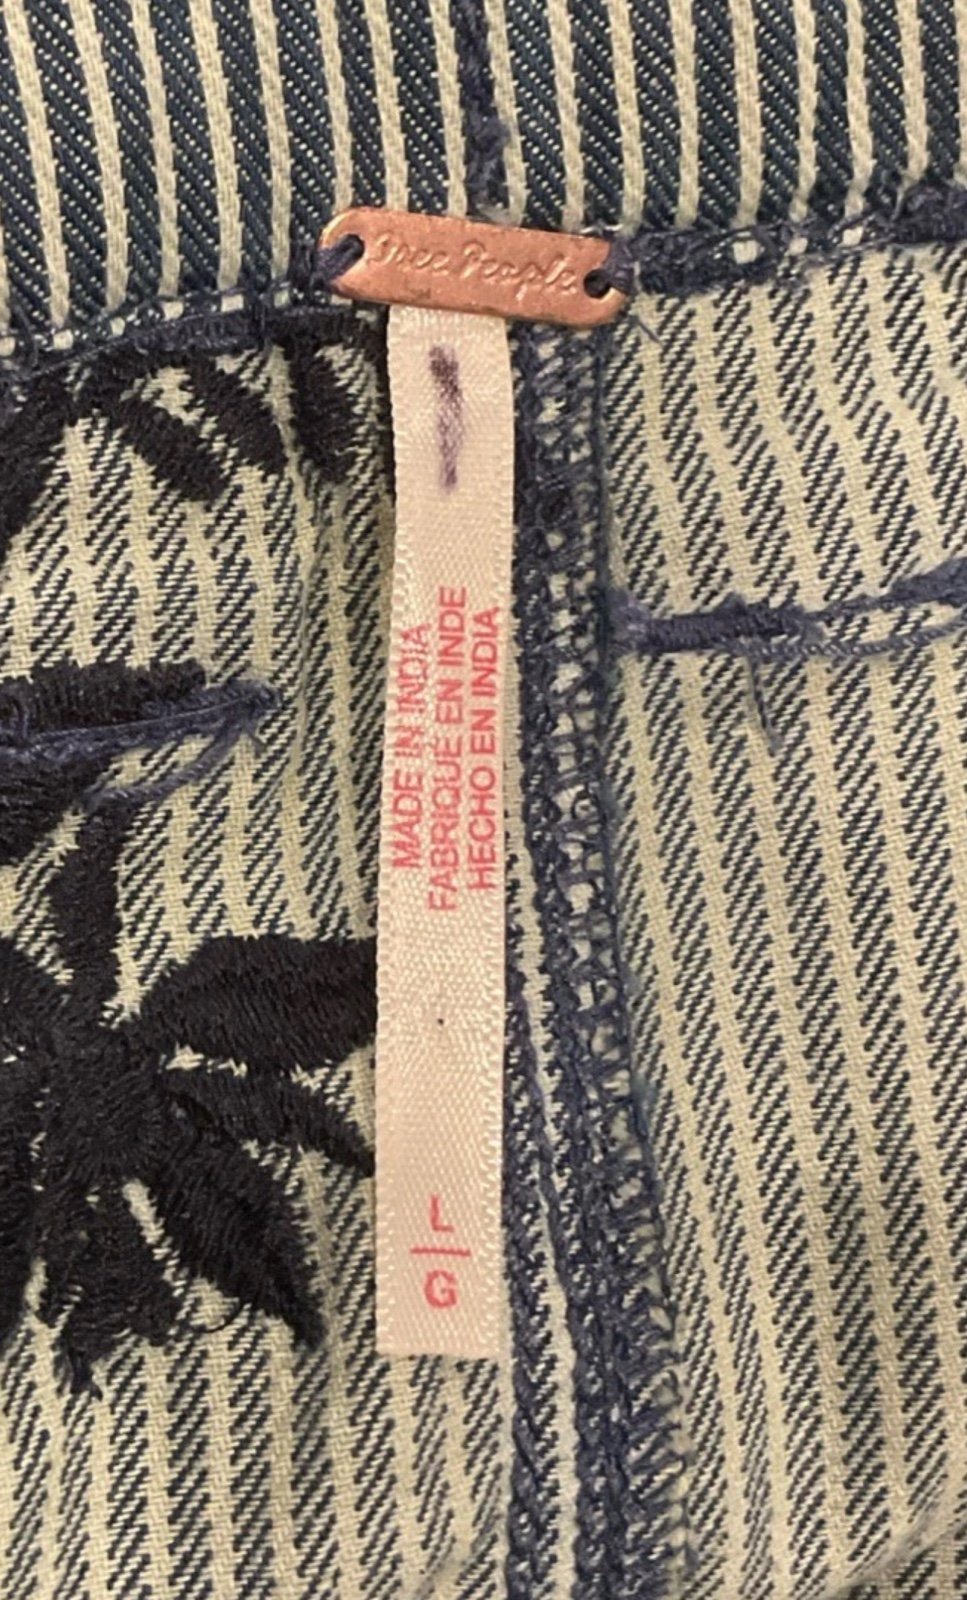 Free People
MADE IN INDIA
FABRIQUÉ EN INDE
HECHO EN INDIA
G/L